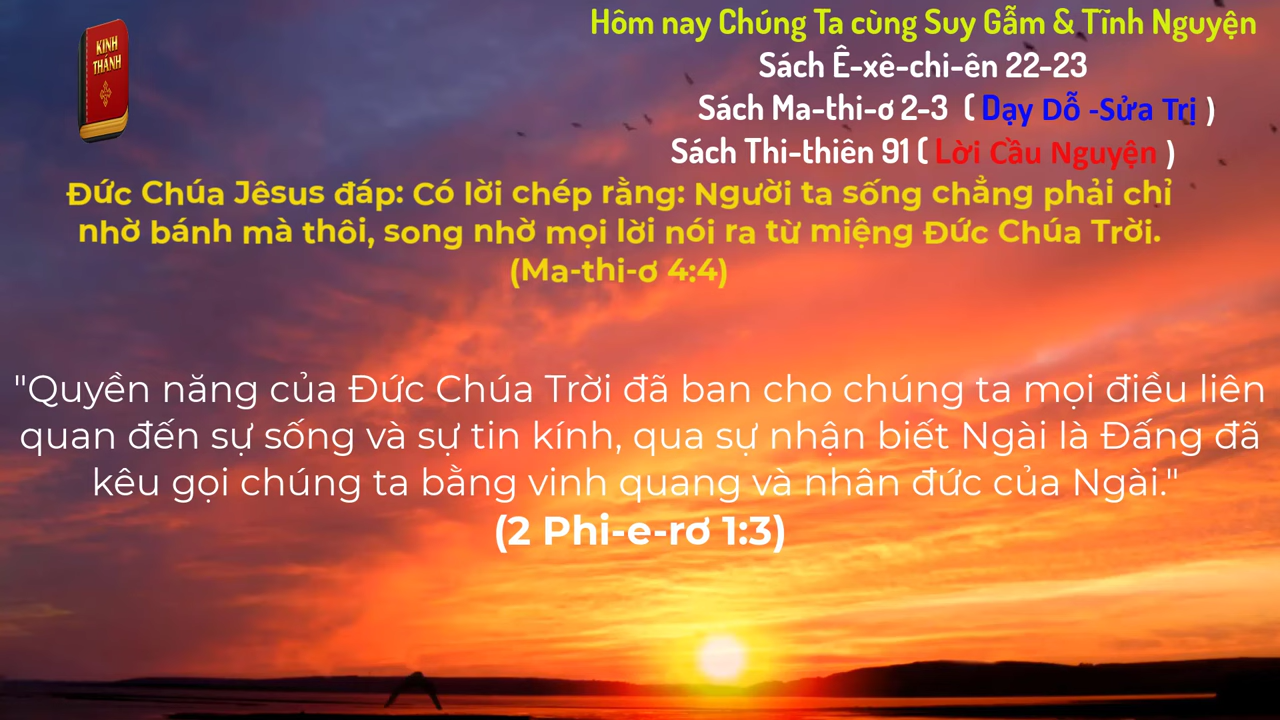 KINH
THÁNH
Hôm nay Chúng Ta cùng Suy Gẫm & Tĩnh Nguyện
Sách Ê-xê-chi-ên 22-23
Sách Ma-thi-ơ 2-3 ( Dạy Dỗ -Sửa Trị )
Sách Thi-thiên 91 ( Lời Cầu Nguyện )
Đức Chúa Jêsus đáp: Có lời chép rằng: Người ta sống chẳng phải chỉ
nhờ bánh mà thôi, song nhờ mọi lời nói ra từ miệng Đức Chúa Trời.
(Ma-thi-ơ 4:4)
"Quyền năng của Đức Chúa Trời đã ban cho chúng ta mọi điều liên
quan đến sự sống và sự tin kính, qua sự nhận biết Ngài là Đấng đã
kêu gọi chúng ta bằng vinh quang và nhân đức của Ngài."
(2 Phi-e-rơ 1:3)